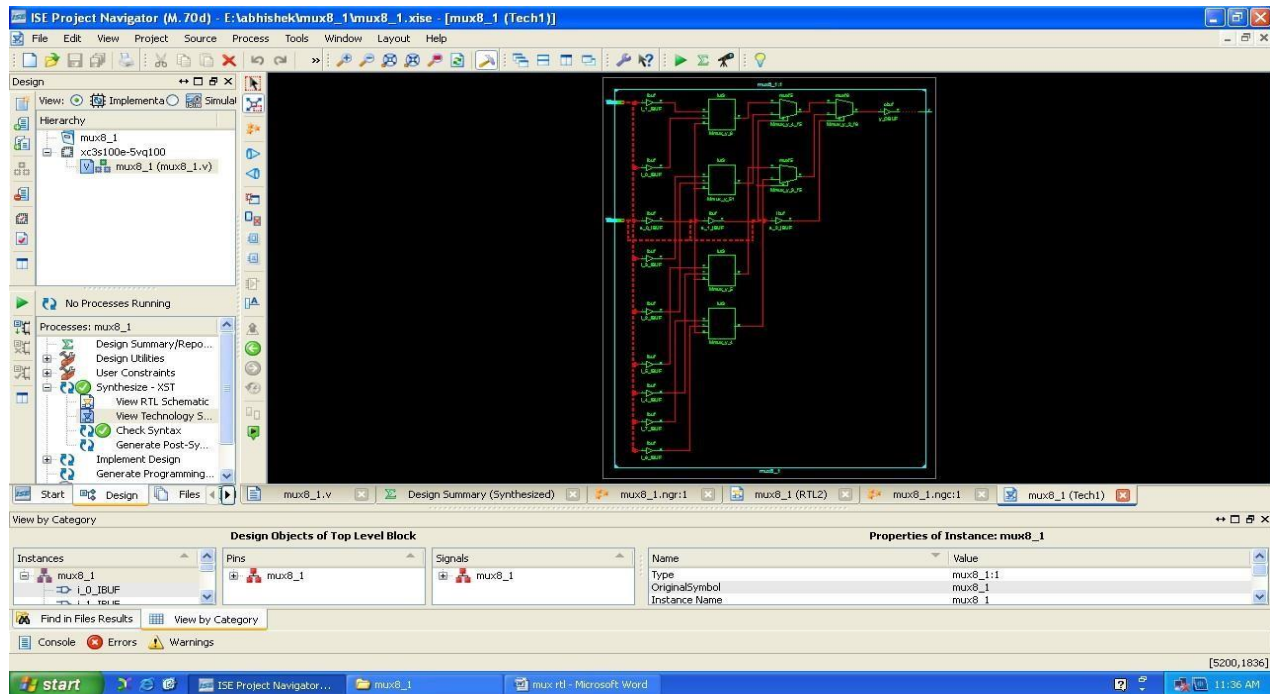 ISE Project Navigator (M.70d) - E:\abhishek\mux8_1\mux8_1.xise - [mux8_1 (Tech1)]
File Edit View Project Source Process Tools Window Layout Help
Design
View: Implementa Simulat
Hierarchy
mux8_1
xc3s100e-5vq100
mux8_1 (mux8_1.v)
No Processes Running
Processes: mux8_1
Design Summary/Repo...
Design Utilities
User Constraints
Synthesize - XST
View RTL Schematic
View Technology S...
Check Syntax
Generate Post-Sy...
Implement Design
Generate Programming...
mux8_1:1
mux8_1
Start Design Files
mux8_1.v Design Summary (Synthesized) mux8_1.ngr:1 mux8_1 (RTL2) mux8_1.ngc:1 mux8_1 (Tech1)
View by Category
Design Objects of Top Level Block
Properties of Instance: mux8_1
Instances Pins Signals Name Value
mux8_1 mux8_1 mux8_1 Type mux8_1:1
i_0_IBUF OriginalSymbol mux8_1
i_1_IBUF Instance Name mux8_1
Find in Files Results View by Category
Console Errors Warnings
[5200,1836]
start ISE Project Navigator... mux8_1 mux rtl - Microsoft Word 11:36 AM